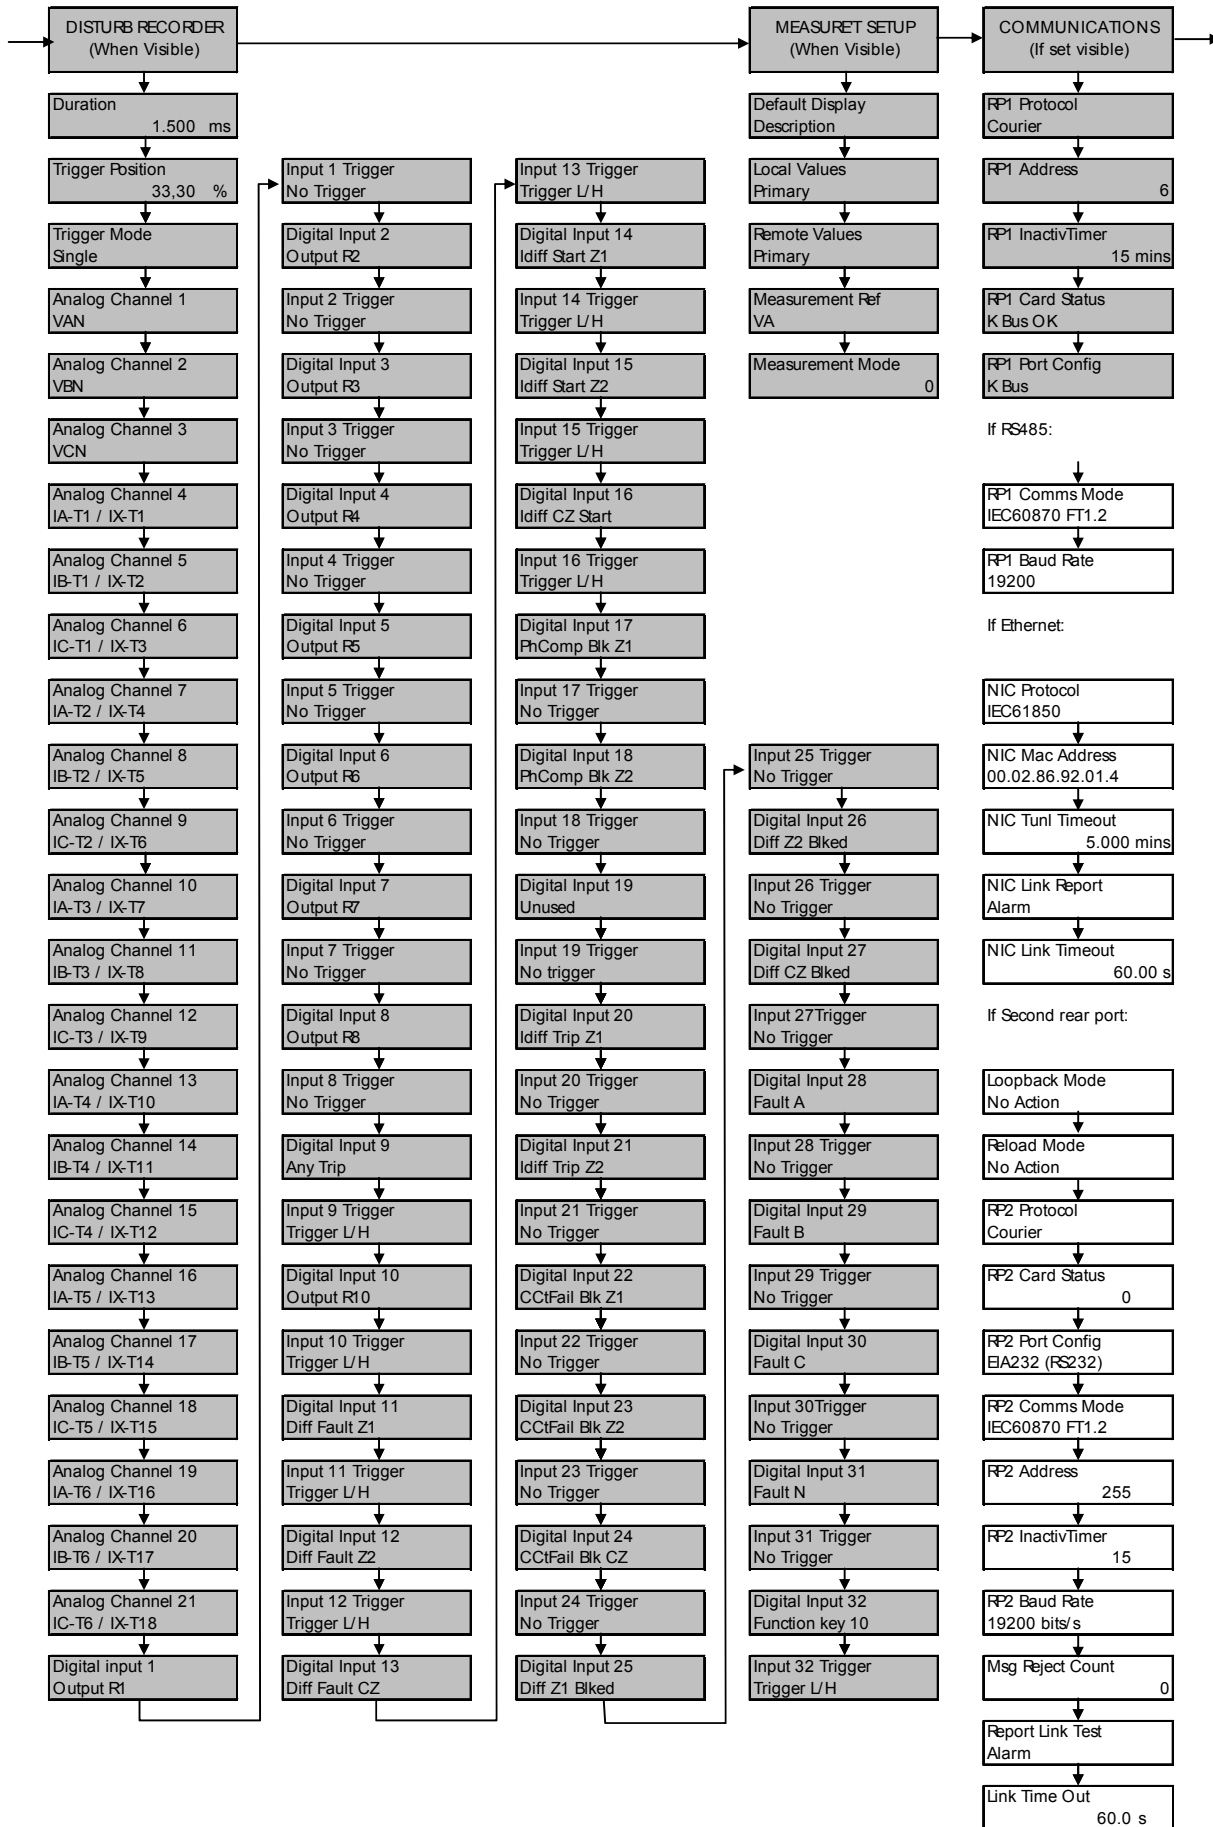 DISTURB RECORDER
(When Visible)
Duration
1.500 ms
Trigger Position
33,30 %
Trigger Mode
Single
Analog Channel 1
VAN
Analog Channel 2
VBN
Analog Channel 3
VCN
Analog Channel 4
IA-T1 / IX-T1
Analog Channel 5
IB-T1 / IX-T2
Analog Channel 6
IC-T1 / IX-T3
Analog Channel 7
IA-T2 / IX-T4
Analog Channel 8
IB-T2 / IX-T5
Analog Channel 9
IC-T2 / IX-T6
Analog Channel 10
IA-T3 / IX-T7
Analog Channel 11
IB-T3 / IX-T8
Analog Channel 12
IC-T3 / IX-T9
Analog Channel 13
IA-T4 / IX-T10
Analog Channel 14
IB-T4 / IX-T11
Analog Channel 15
IC-T4 / IX-T12
Analog Channel 16
IA-T5 / IX-T13
Analog Channel 17
IB-T5 / IX-T14
Analog Channel 18
IC-T5 / IX-T15
Analog Channel 19
IA-T6 / IX-T16
Analog Channel 20
IB-T6 / IX-T17
Analog Channel 21
IC-T6 / IX-T18
Digital input 1
Output R1
Input 1 Trigger
No Trigger
Digital Input 2
Output R2
Input 2 Trigger
No Trigger
Digital Input 3
Output R3
Input 3 Trigger
No Trigger
Digital Input 4
Output R4
Input 4 Trigger
No Trigger
Digital Input 5
Output R5
Input 5 Trigger
No Trigger
Digital Input 6
Output R6
Input 6 Trigger
No Trigger
Digital Input 7
Output R7
Input 7 Trigger
No Trigger
Digital Input 8
Output R8
Input 8 Trigger
No Trigger
Digital Input 9
Any Trip
Input 9 Trigger
Trigger L/H
Digital Input 10
Output R10
Input 10 Trigger
Trigger L/H
Digital Input 11
Diff Fault Z1
Input 11 Trigger
Trigger L/H
Digital Input 12
Diff Fault Z2
Input 12 Trigger
Trigger L/H
Digital Input 13
Diff Fault CZ
Input 13 Trigger
Trigger L/H
Digital Input 14
Idiff Start Z1
Input 14 Trigger
Trigger L/H
Digital Input 15
Idiff Start Z2
Input 15 Trigger
Trigger L/H
Digital Input 16
Idiff CZ Start
Input 16 Trigger
Trigger L/H
Digital Input 17
PhComp Blk Z1
Input 17 Trigger
No Trigger
Digital Input 18
PhComp Blk Z2
Input 18 Trigger
No Trigger
Digital Input 19
Unused
Input 19 Trigger
No trigger
Digital Input 20
Idiff Trip Z1
Input 20 Trigger
No Trigger
Digital Input 21
Idiff Trip Z2
Input 21 Trigger
No Trigger
Digital Input 22
CCtFail Blk Z1
Input 22 Trigger
No Trigger
Digital Input 23
CCtFail Blk Z2
Input 23 Trigger
No Trigger
Digital Input 24
CCtFail Blk CZ
Input 24 Trigger
No Trigger
Digital Input 25
Diff Z1 Blked
MEASURE'T SETUP
(When Visible)
Default Display
Description
Local Values
Primary
Remote Values
Primary
Measurement Ref
VA
Measurement Mode
0
Input 25 Trigger
No Trigger
Digital Input 26
Diff Z2 Blked
Input 26 Trigger
No Trigger
Digital Input 27
Diff CZ Blked
Input 27Trigger
No Trigger
Digital Input 28
Fault A
Input 28 Trigger
No Trigger
Digital Input 29
Fault B
Input 29 Trigger
No Trigger
Digital Input 30
Fault C
Input 30Trigger
No Trigger
Digital Input 31
Fault N
Input 31 Trigger
No Trigger
Digital Input 32
Function key 10
Input 32 Trigger
Trigger L/H
COMMUNICATIONS
(If set visible)
RP1 Protocol
Courier
RP1 Address
6
RP1 InactivTimer
15 mins
RP1 Card Status
K Bus OK
RP1 Port Config
K Bus
If RS485:
RP1 Comms Mode
IEC60870 FT1.2
RP1 Baud Rate
19200
If Ethernet:
NIC Protocol
IEC61850
NIC Mac Address
00.02.86.92.01.4
NIC Tunl Timeout
5.000 mins
NIC Link Report
Alarm
NIC Link Timeout
60.00 s
If Second rear port:
Loopback Mode
No Action
Reload Mode
No Action
RP2 Protocol
Courier
RP2 Card Status
0
RP2 Port Config
EIA232 (RS232)
RP2 Comms Mode
IEC60870 FT1.2
RP2 Address
255
RP2 InactivTimer
15
RP2 Baud Rate
19200 bits/s
Msg Reject Count
0
Report Link Test
Alarm
Link Time Out
60.0 s